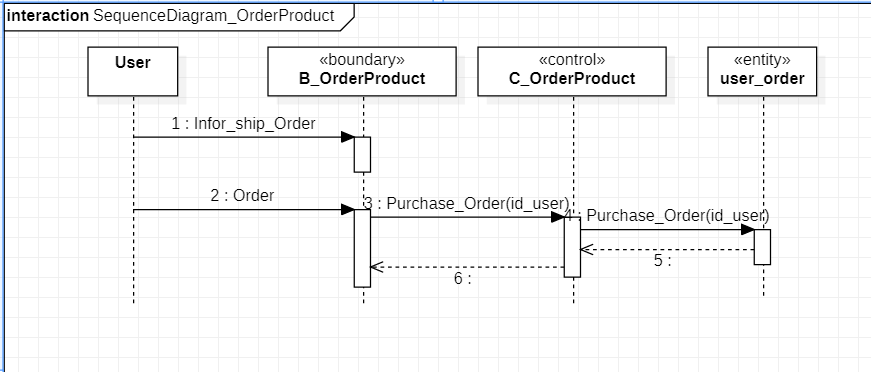 interaction SequenceDiagram_OrderProduct
User
«boundary»
B_OrderProduct
«control»
C_OrderProduct
«entity»
user_order
1 : Infor_ship_Order
2 : Order
3 : Purchase_Order(id_user)
4 : Purchase_Order(id_user)
5 :
6 :